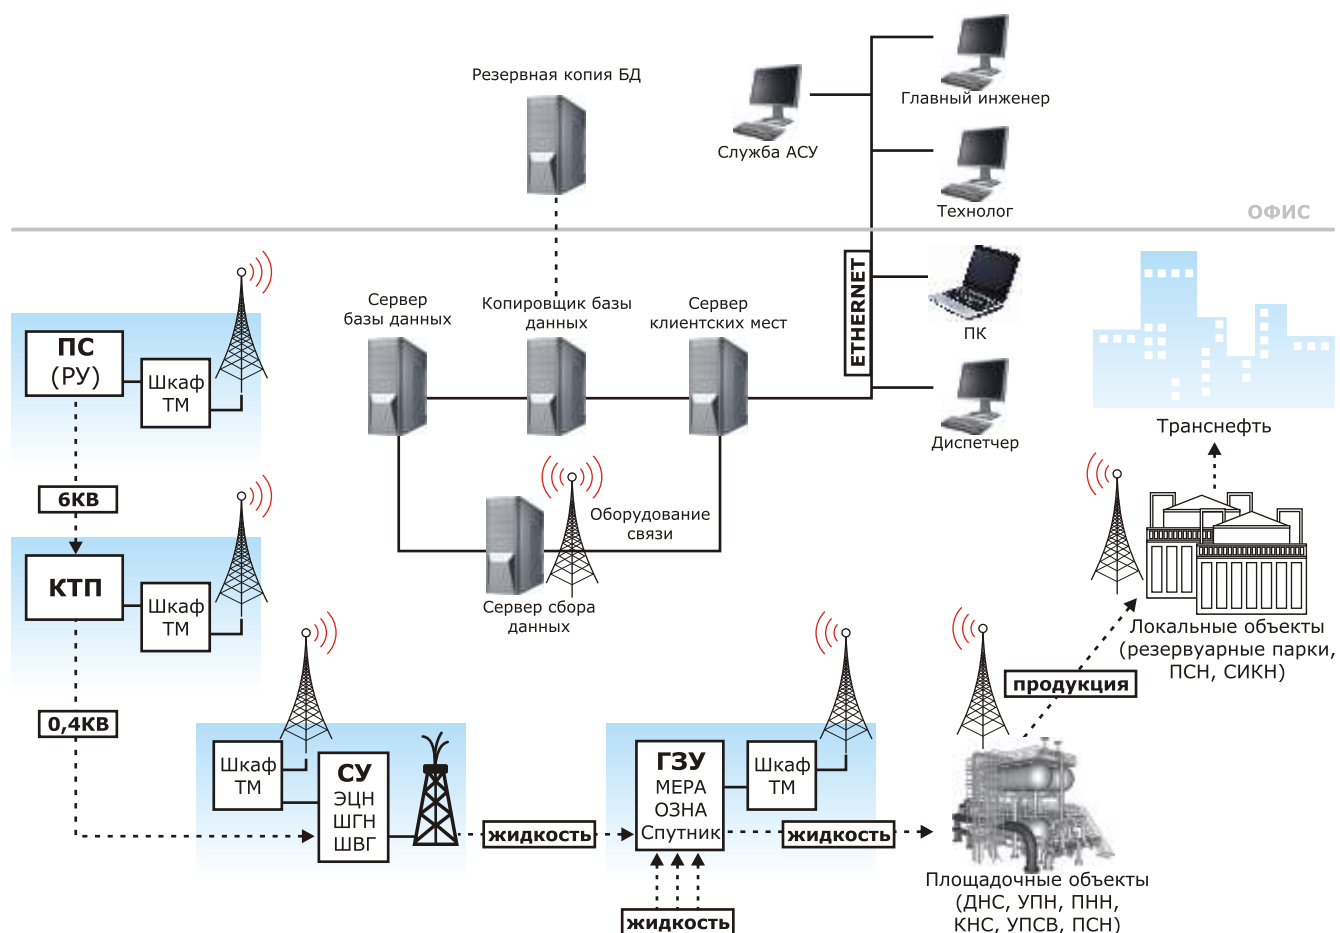 Резервная копия БД
Главный инженер
Служба АСУ
Технолог
ОФИС
ETHERNET
ПК
Диспетчер
Сервер
базы данных
Копировщик базы
данных
Сервер
клиентских мест
Оборудование
связи
Сервер сбора
данных
ПС
(РУ)
Шкаф
ТМ
6КВ
КТП
Шкаф
ТМ
0,4КВ
Шкаф
ТМ
СУ
ЭЦН
ШГН
ШВГ
жидкость
ГЗУ
МЕРА
ОЗНА
Спутник
Шкаф
ТМ
жидкость
жидкость
Площадочные объекты
(ДНС, УПН, ПНН,
КНС, УПСВ, ПСН)
продукция
Локальные объекты
(резервуарные парки,
ПСН, СИКН)
Транснефть